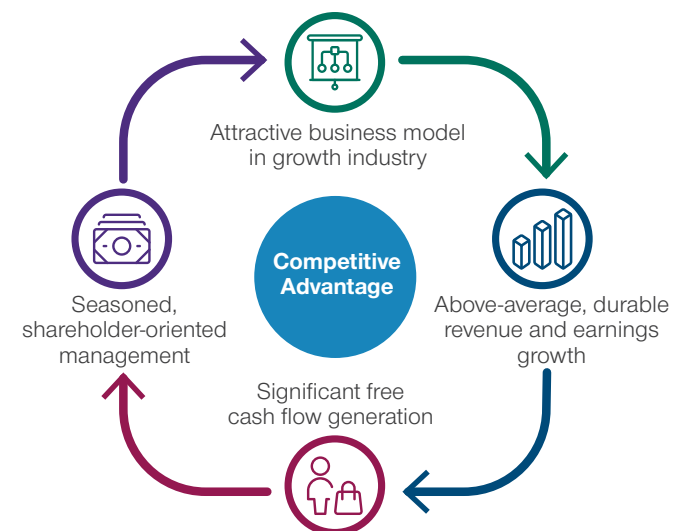 Attractive business model
in growth industry
Competitive
Advantage
Seasoned,
shareholder-oriented
management
Above-average, durable
revenue and earnings
growth
Significant free
cash flow generation